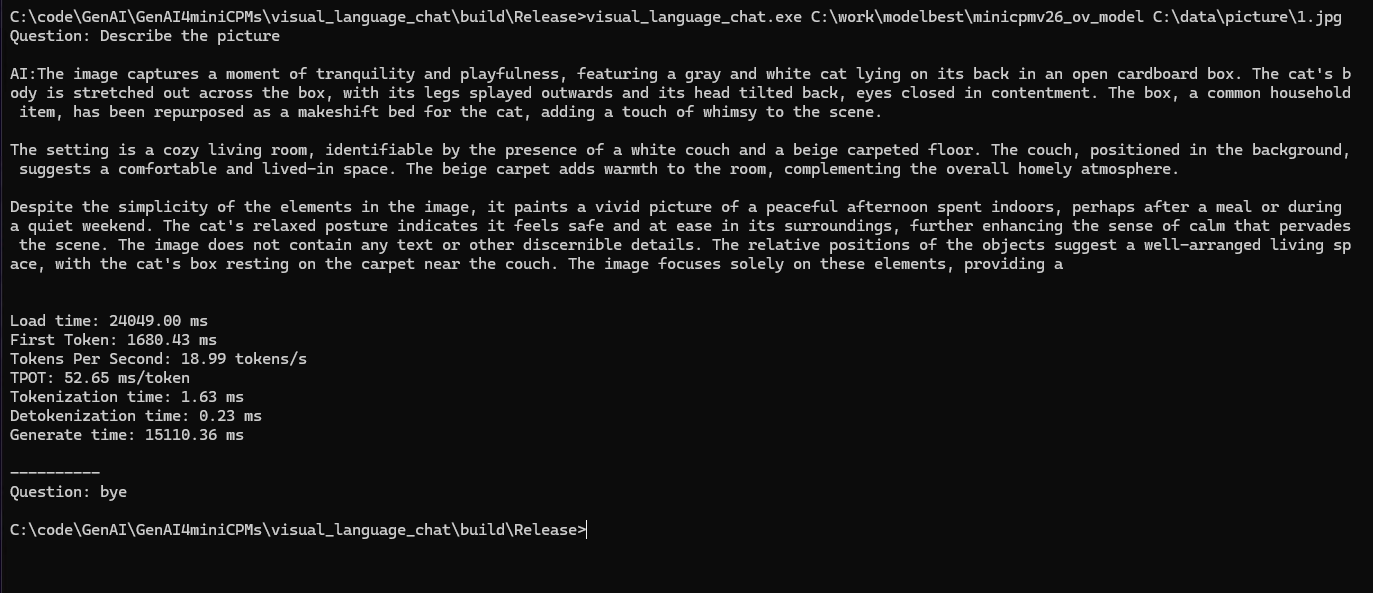 C:\code\GenAI\GenAI4miniCPMs\visual_language_chat\build\Release>visual_language_chat.exe C:\work\modelbest\minicpmv26_ov_model C:\data\picture\1.jpg
Question: Describe the picture
AI:The image captures a moment of tranquility and playfulness, featuring a gray and white cat lying on its back in an open cardboard box. The cat's b
ody is stretched out across the box, with its legs splayed outwards and its head tilted back, eyes closed in contentment. The box, a common household
 item, has been repurposed as a makeshift bed for the cat, adding a touch of whimsy to the scene.
The setting is a cozy living room, identifiable by the presence of a white couch and a beige carpeted floor. The couch, positioned in the background,
 suggests a comfortable and lived-in space. The beige carpet adds warmth to the room, complementing the overall homely atmosphere.
Despite the simplicity of the elements in the image, it paints a vivid picture of a peaceful afternoon spent indoors, perhaps after a meal or during
a quiet weekend. The cat's relaxed posture indicates it feels safe and at ease in its surroundings, further enhancing the sense of calm that pervades
 the scene. The image does not contain any text or other discernible details. The relative positions of the objects suggest a well-arranged living sp
ace, with the cat's box resting on the carpet near the couch. The image focuses solely on these elements, providing a
Load time: 24049.00 ms
First Token: 1680.43 ms
Tokens Per Second: 18.99 tokens/s
TPOT: 52.65 ms/token
Tokenization time: 1.63 ms
Detokenization time: 0.23 ms
Generate time: 15110.36 ms
----------
Question: bye
C:\code\GenAI\GenAI4miniCPMs\visual_language_chat\build\Release>